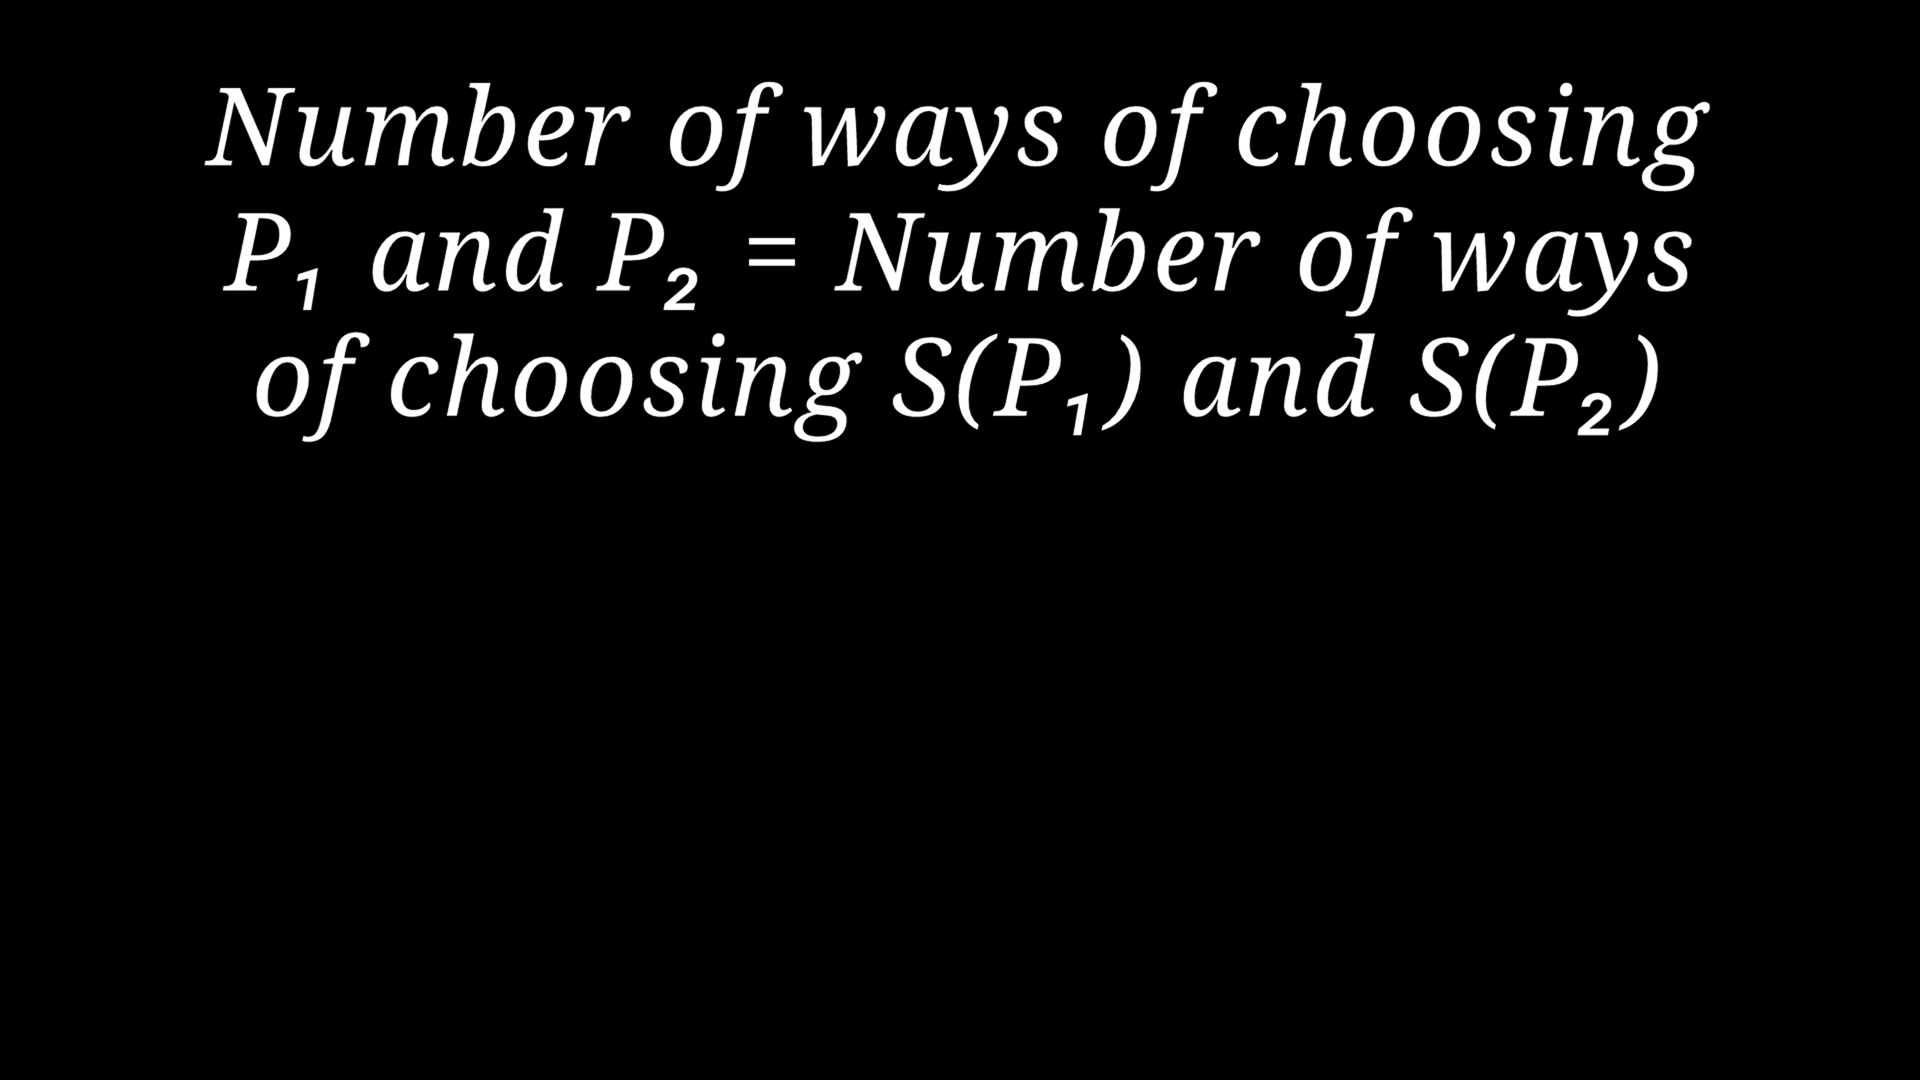 Number of ways of choosing
P₁ and P₂ = Number of ways
of choosing S(P₁) and S(P₂)